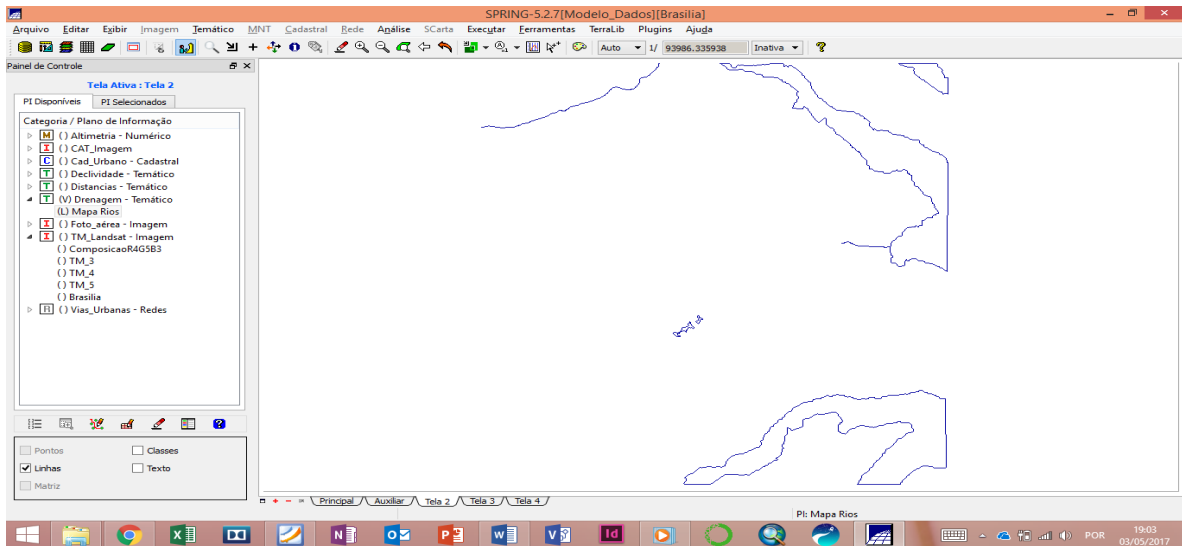 SPRING-5.2.7[Modelo_Dados][Brasilia]
Arquivo Editar Exibir Imagem Temático MNT Cadastral Rede Análise SCarta Executar Ferramentas TerraLib Plugins Ajuda
Auto 1/ 93986.335938 Inativa
Painel de Controle
Tela Ativa : Tela 2
PI Disponíveis PI Selecionados
Categoria / Plano de Informação
M () Altimetria - Numérico
I () CAT_Imagem
C () Cad_Urbano - Cadastral
T () Declividade - Temático
T () Distancias - Temático
T (V) Drenagem - Temático
(L) Mapa Rios
I () Foto_aérea - Imagem
I () TM_Landsat - Imagem
() ComposicaoR4G5B3
() TM_3
() TM_4
() TM_5
() Brasilia
R () Vias_Urbanas - Redes
Pontos Classes
Linhas Texto
Matriz
Principal Auxiliar Tela 2 Tela 3 Tela 4
PI: Mapa Rios
POR
19:03
03/05/2017